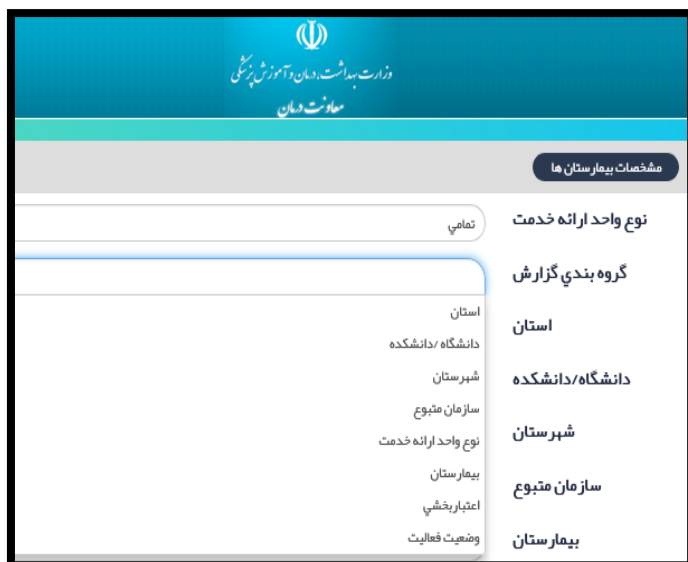 وزارت بهداشت، درمان و آموزش پزشکی
معاونت درمان
مشخصات بیمارستان ها
نوع واحد ارائه خدمت
تمامي
گروه بندي گزارش
استان
دانشگاه /دانشکده
شهرستان
سازمان متبوع
نوع واحد ارائه خدمت
بیمارستان
اعتباربخشي
وضعیت فعالیت
استان
دانشگاه/دانشکده
شهرستان
سازمان متبوع
بیمارستان